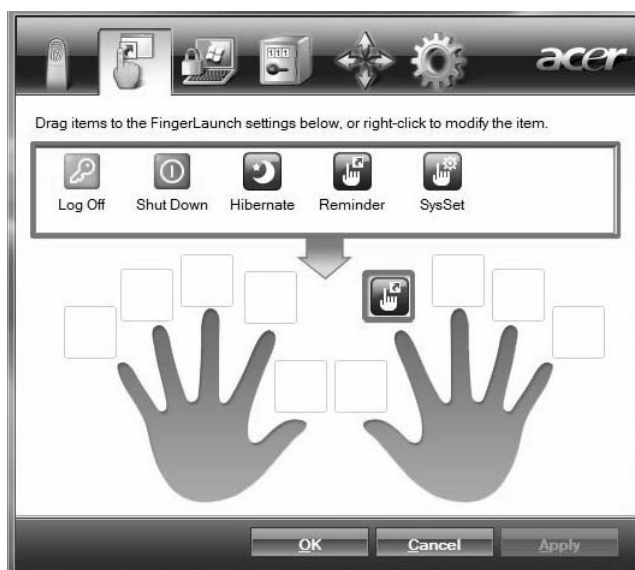 acer
Drag items to the FingerLaunch settings below, or right-click to modify the item.
Log Off Shut Down Hibernate Reminder SysSet
OK Cancel Apply